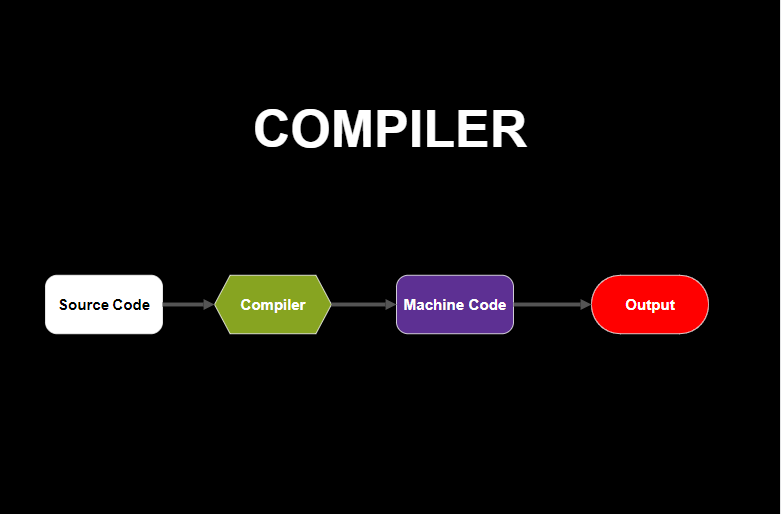 COMPILER
Source Code
Compiler
Machine Code
Output